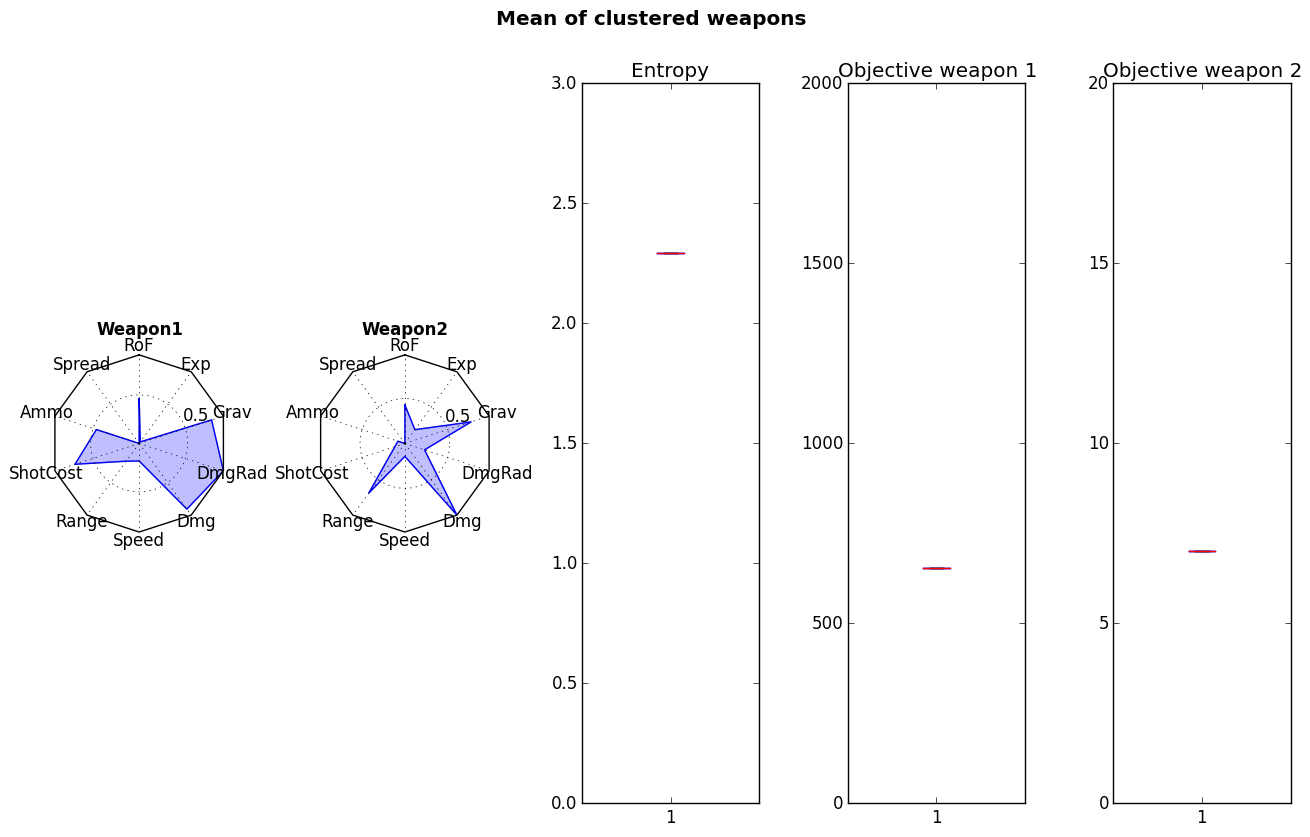 Mean of clustered weapons
Weapon1
RoF
Exp
Spread
Grav
0.5
Ammo
DmgRad
ShotCost
Dmg
Range
Speed
Weapon2
RoF
Exp
Spread
Grav
0.5
Ammo
DmgRad
ShotCost
Dmg
Range
Speed
Entropy
3.0
2.5
2.0
1.5
1.0
0.5
0.0
1
Objective weapon 1
2000
1500
1000
500
0
1
Objective weapon 2
20
15
10
5
0
1